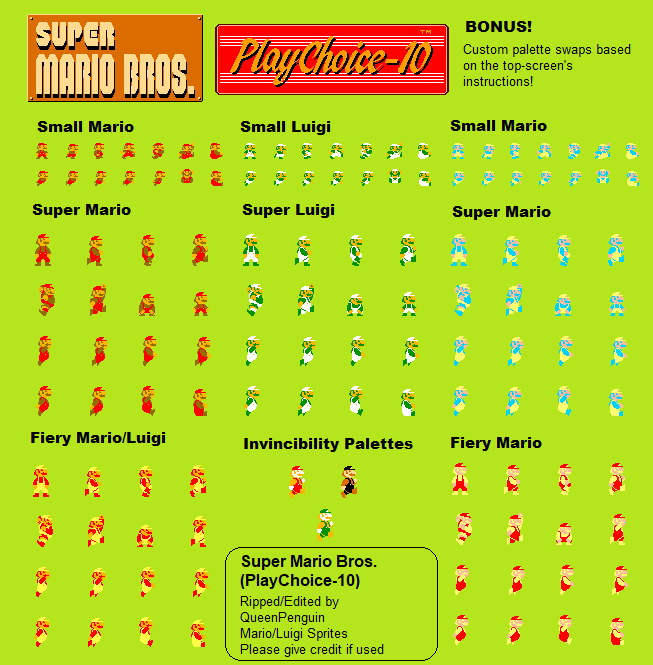 SUPER
MARIO BROS.
PlayChoice-10
TM
BONUS!
Custom palette swaps based
on the top-screen's
instructions!
Small Mario
Small Luigi
Small Mario
Super Mario
Super Luigi
Super Mario
Fiery Mario/Luigi
Invincibility Palettes
Fiery Mario
Super Mario Bros.
(PlayChoice-10)
Ripped/Edited by
QueenPenguin
Mario/Luigi Sprites
Please give credit if used